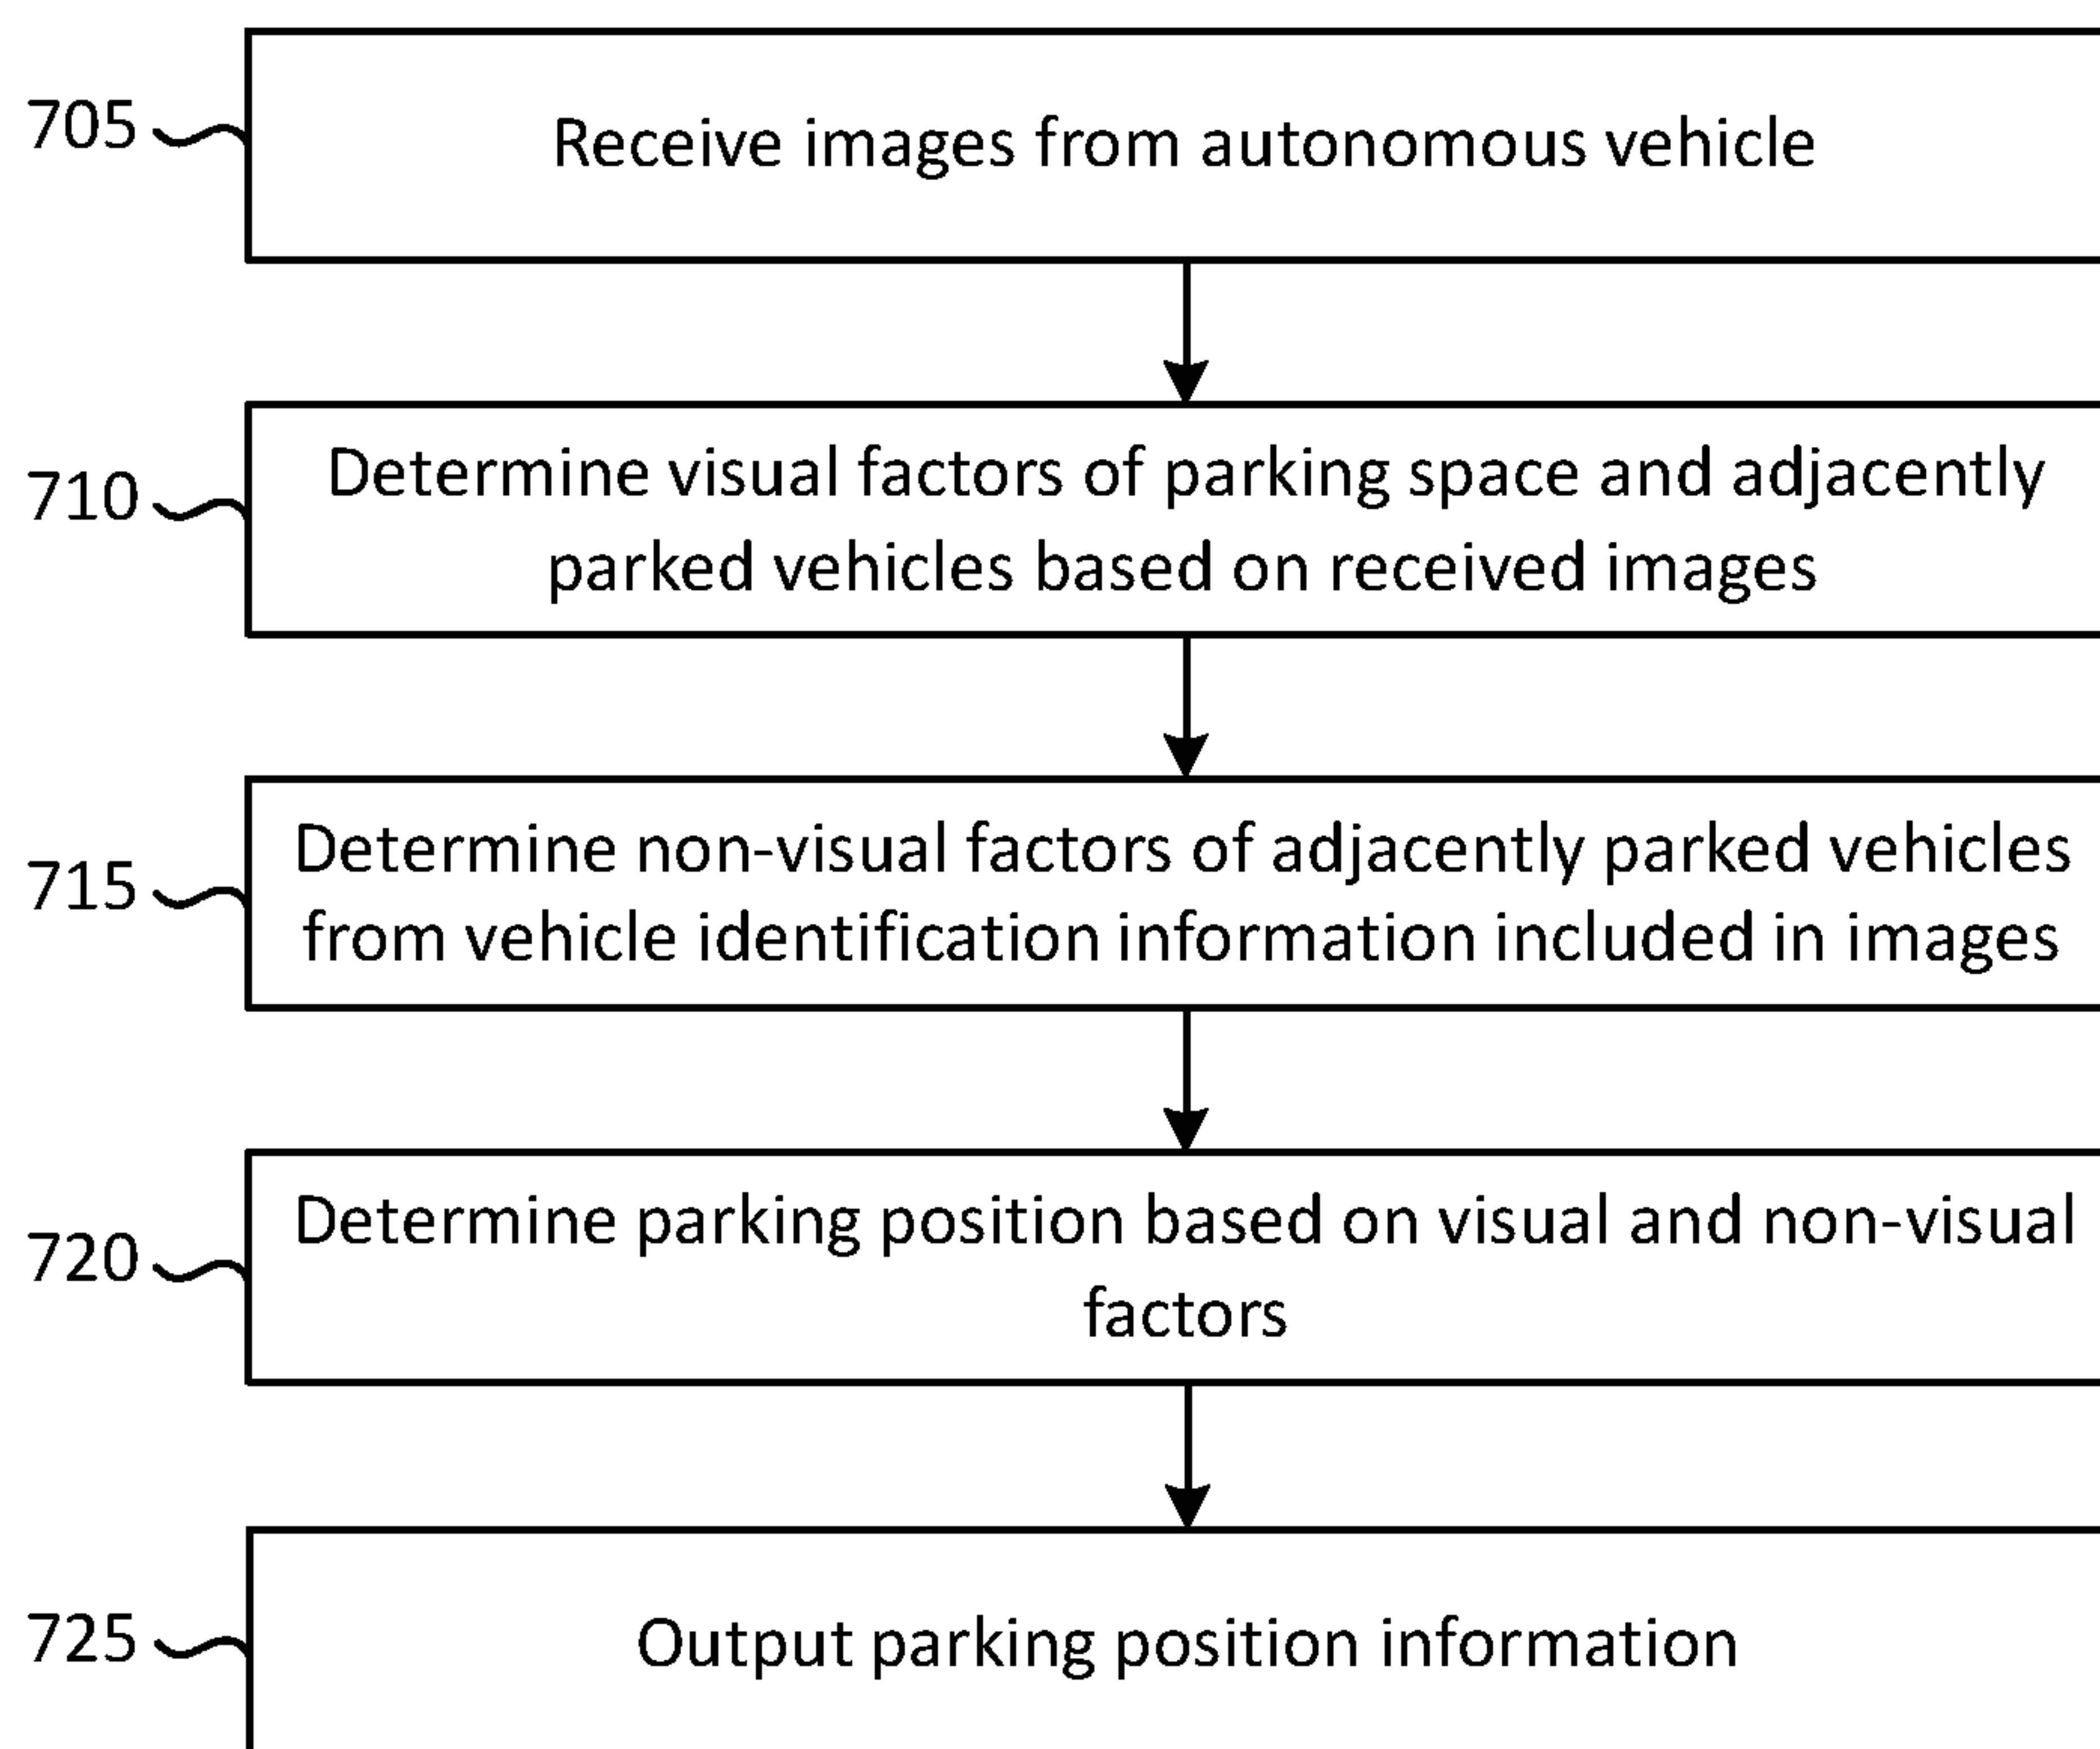 705
Receive images from autonomous vehicle
710
Determine visual factors of parking space and adjacently
parked vehicles based on received images
715
Determine non-visual factors of adjacently parked vehicles
from vehicle identification information included in images
720
Determine parking position based on visual and non-visual
factors
725
Output parking position information